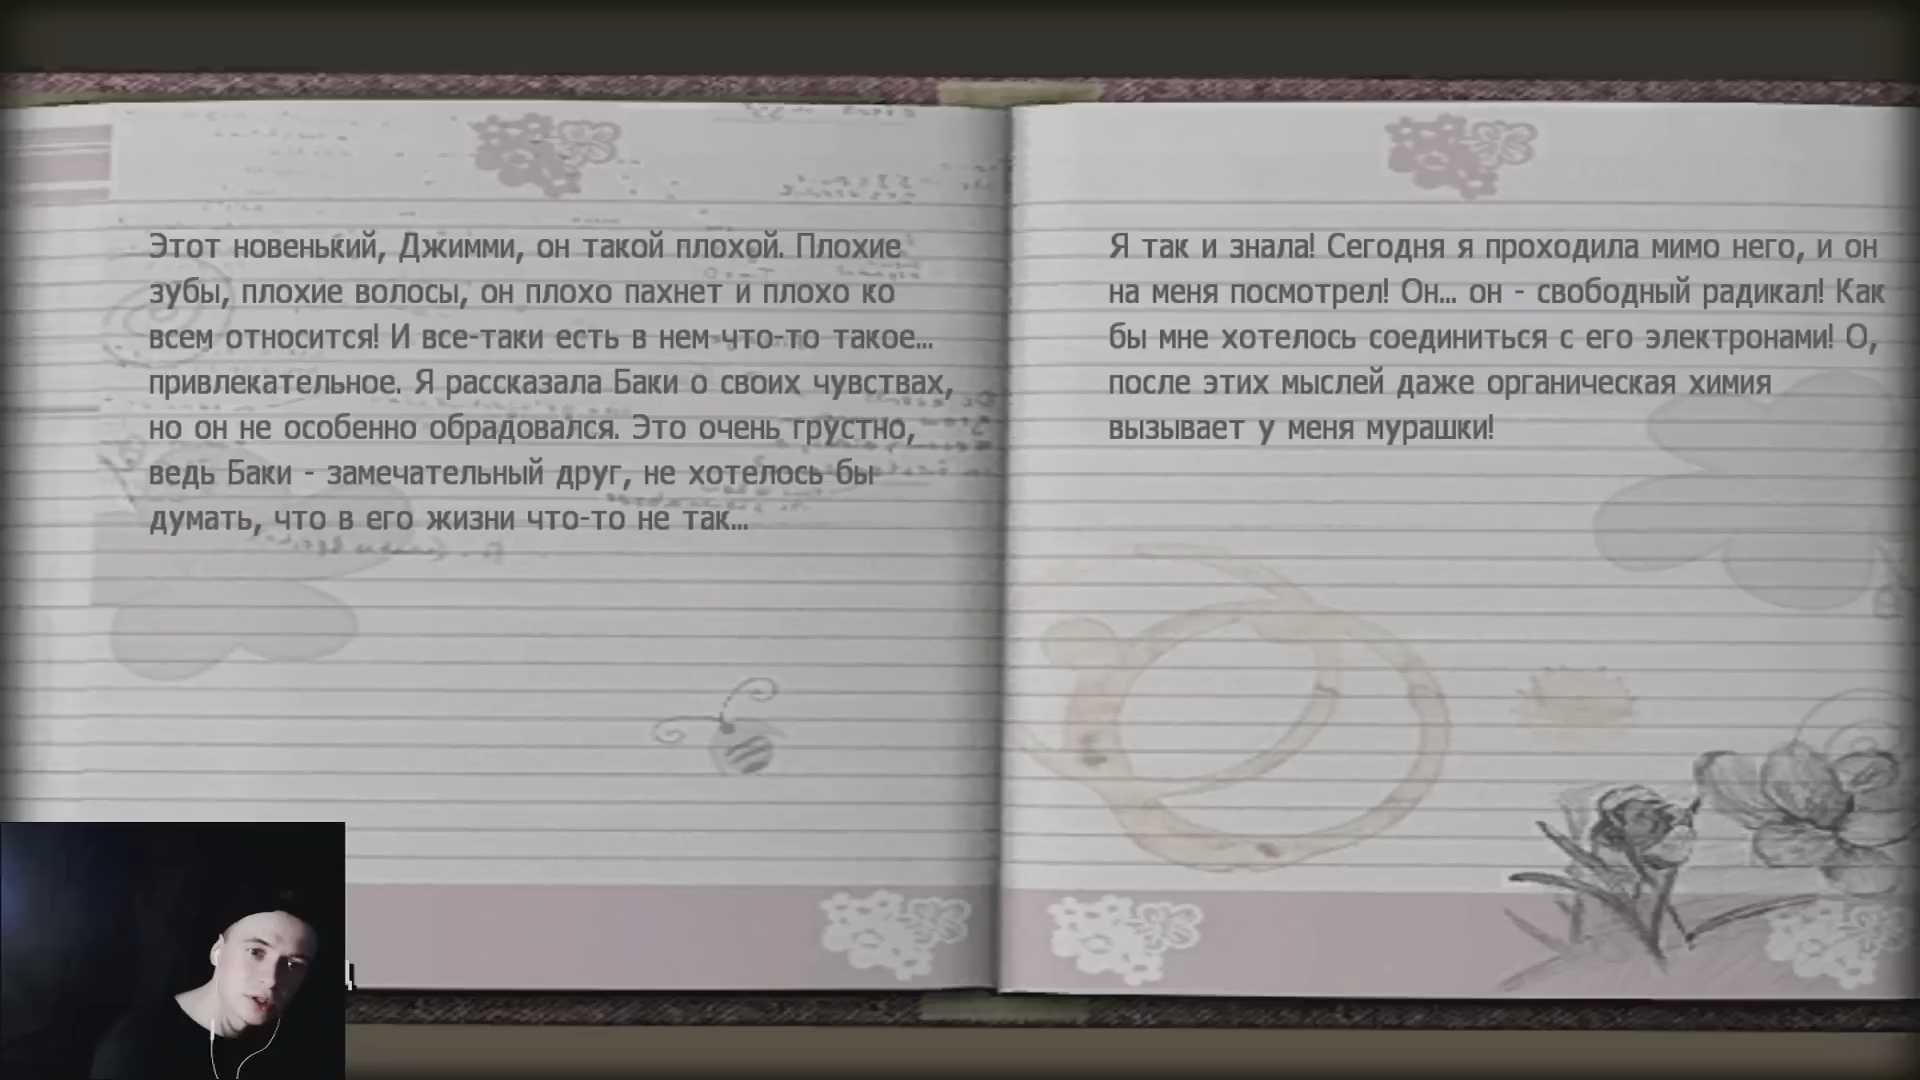 Этот новенький, Джимми, он такой плохой. Плохие
зубы, плохие волосы, он плохо пахнет и плохо ко
всем относится! И все-таки есть в нем что-то такое...
привлекательное. Я рассказала Баки о своих чувствах,
но он не особенно обрадовался. Это очень грустно,
ведь Баки - замечательный друг, не хотелось бы
думать, что в его жизни что-то не так...
Я так и знала! Сегодня я проходила мимо него, и он
на меня посмотрел! Он... он - свободный радикал! Как
бы мне хотелось соединиться с его электронами! О,
после этих мыслей даже органическая химия
вызывает у меня мурашки!